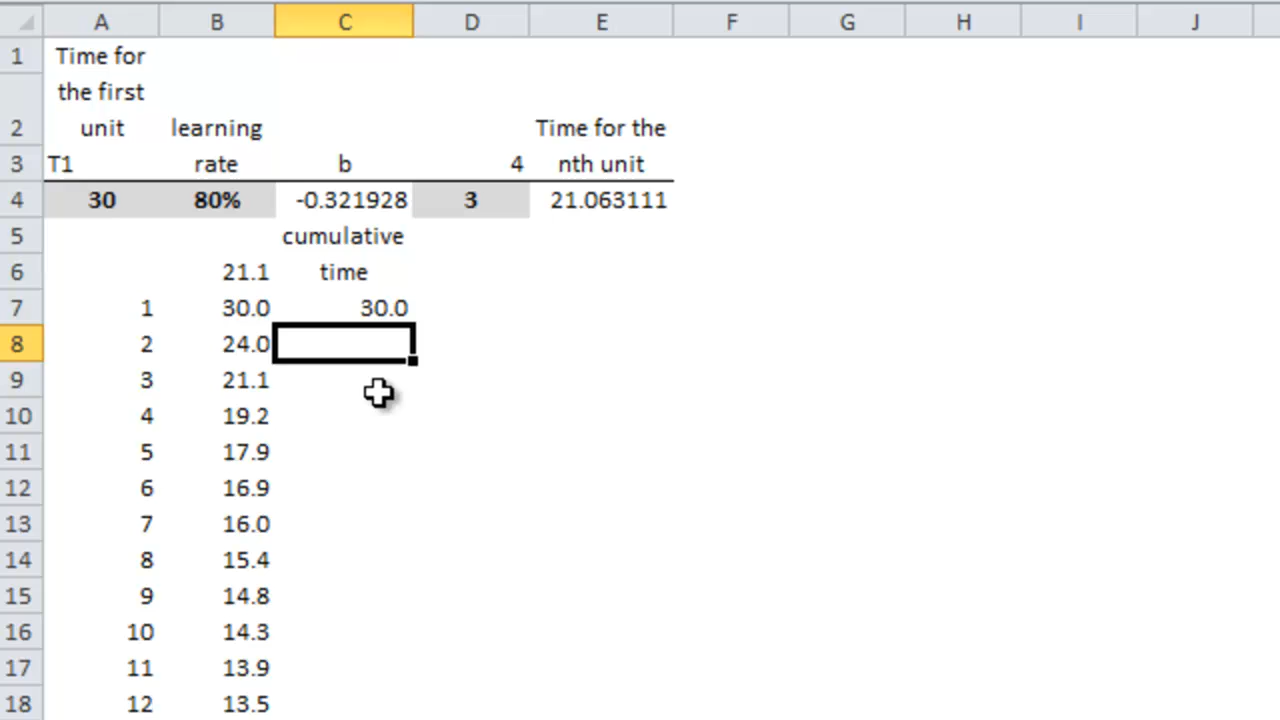 A B C D E F G H I J
1 Time for
the first
2 unit learning Time for the
3 T1 rate b 4 nth unit
4 30 80% -0.321928 3 21.063111
5 cumulative
6 21.1 time
7 1 30.0 30.0
8 2 24.0
9 3 21.1
10 4 19.2
11 5 17.9
12 6 16.9
13 7 16.0
14 8 15.4
15 9 14.8
16 10 14.3
17 11 13.9
18 12 13.5